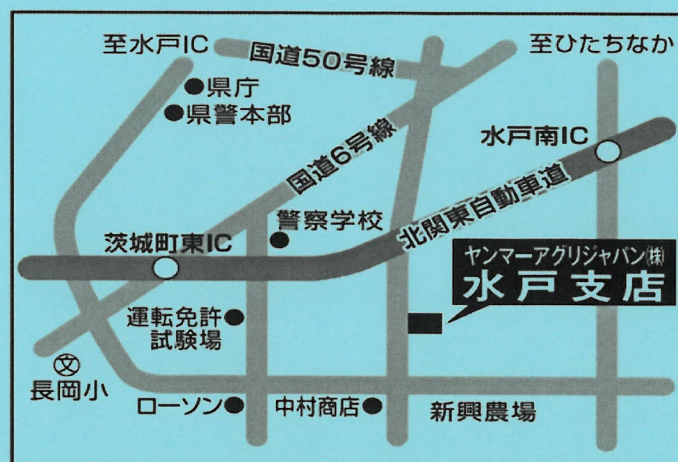 至水戸IC
国道50号線
至ひたちなか
●県庁
●県警本部
国道6号線
水戸南IC
警察学校
北関東自動車道
茨城町東IC
ヤンマーアグリジャパン㈱
水戸支店
運転免許
試験場
文
長岡小
ローソン
中村商店
新興農場